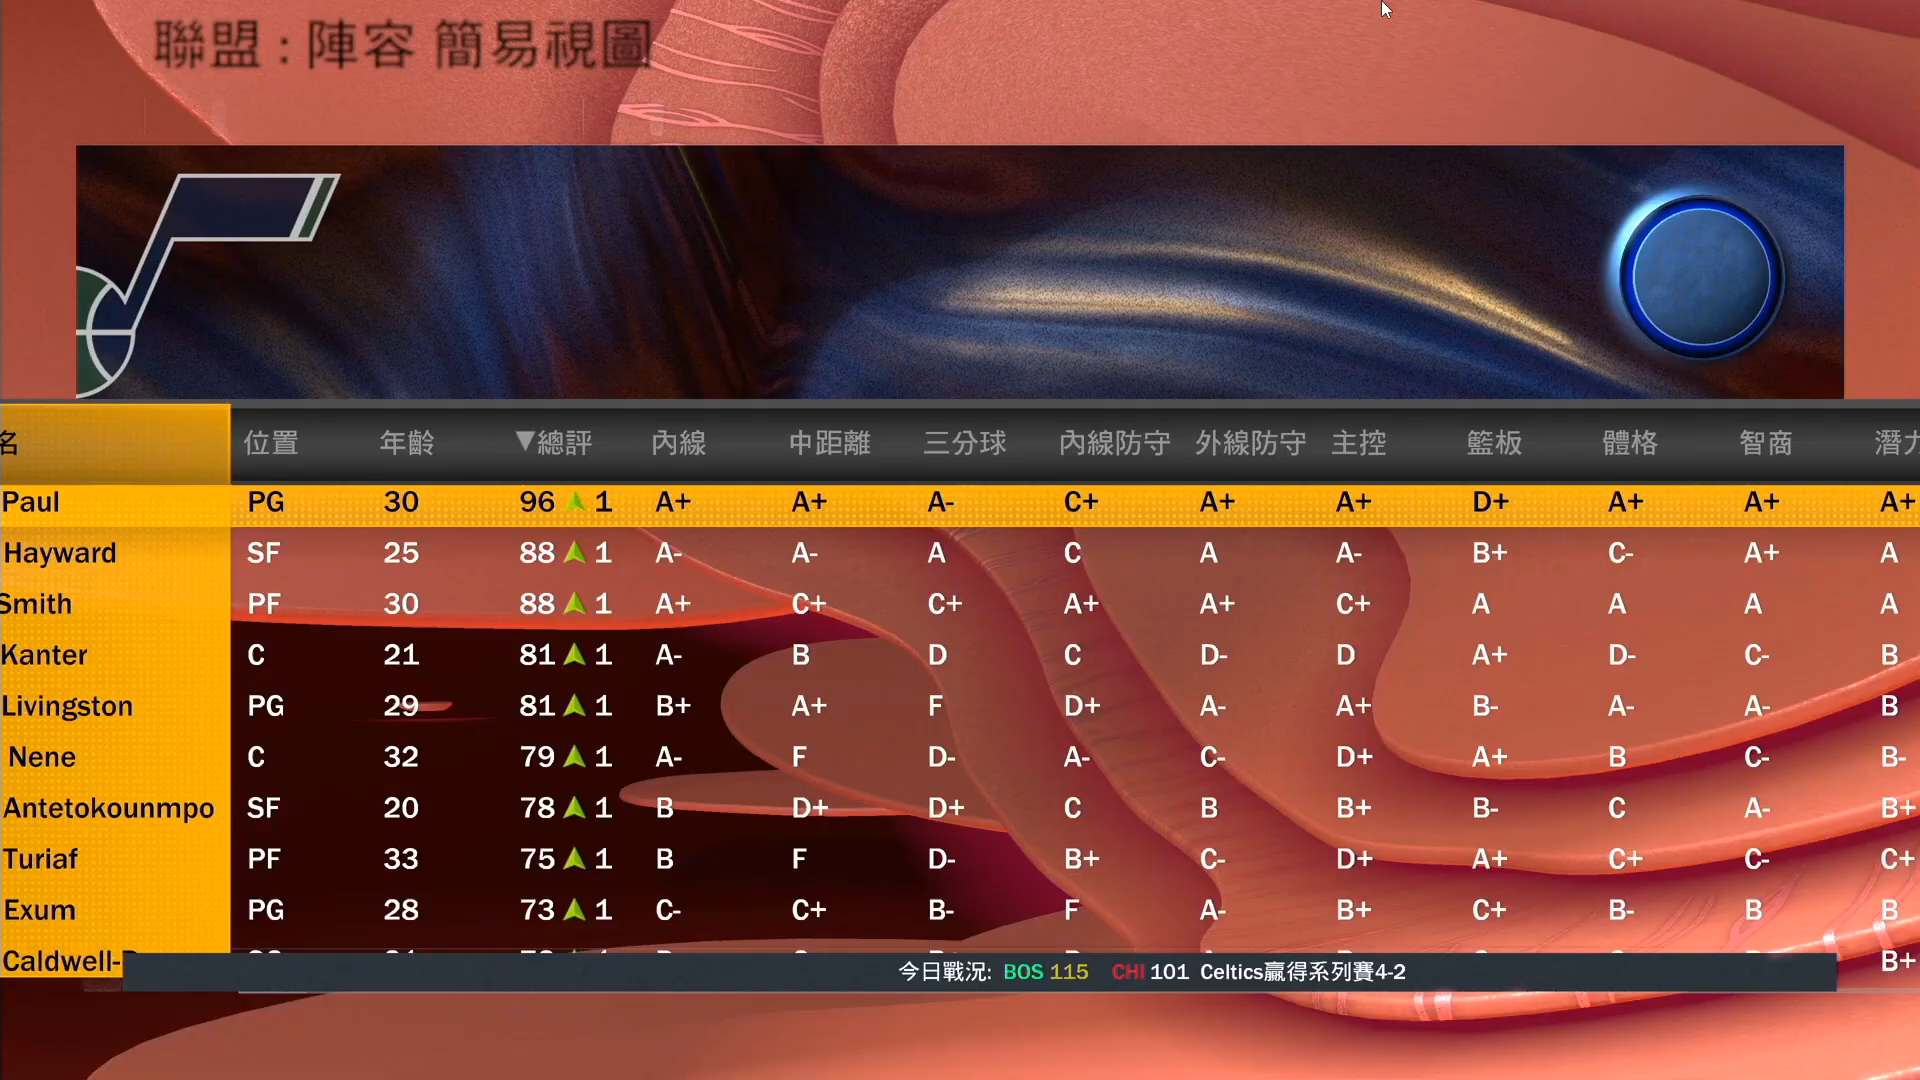 聯盟 : 陣容 簡易視圖
名 位置 年齡 ▼總評 內線 中距離 三分球 內線防守 外線防守 主控 籃板 體格 智商 潛力
Paul PG 30 96 1 A+ A+ A- C+ A+ A+ D+ A+ A+ A+
Hayward SF 25 88 1 A- A- A C A A- B+ C- A+ A
Smith PF 30 88 1 A+ C+ C+ A+ A+ C+ A A A A
Kanter C 21 81 1 A- B D C D- D A+ D- C- B
Livingston PG 29 81 1 B+ A+ F D+ A- A+ B- A- A- B
Nene C 32 79 1 A- F D- A- C- D+ A+ B C- B-
Antetokounmpo SF 20 78 1 B D+ D+ C B B+ B- C A- B+
Turiaf PF 33 75 1 B F D- B+ C- D+ A+ C+ C- C+
Exum PG 28 73 1 C- C+ B- F A- B+ C+ B- B B
Caldwell- B+
今日戰況: BOS 115 CHI 101 Celtics贏得系列賽4-2